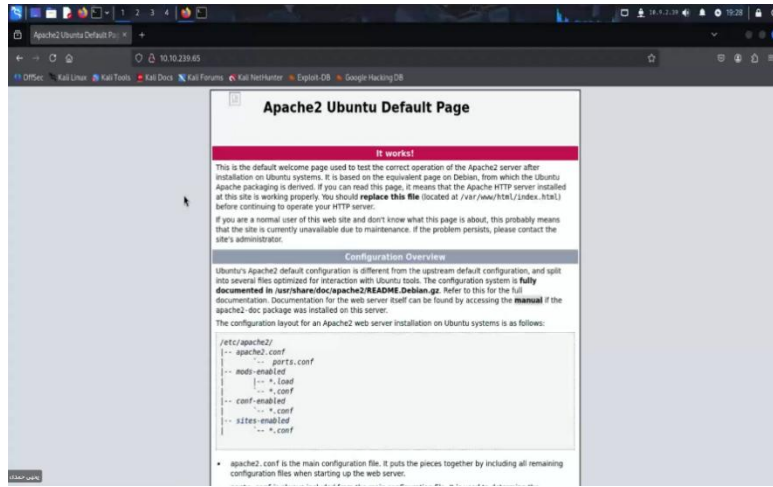 1 2 3 4
19:28
Apache2 Ubuntu Default Pa
10.10.239.65
OffSec Kali Linux Kali Tools Kali Docs Kali Forums Kali NetHunter Exploit-DB Google Hacking DB
Apache2 Ubuntu Default Page
It works!
This is the default welcome page used to test the correct operation of the Apache2 server after
installation on Ubuntu systems. It is based on the equivalent page on Debian, from which the Ubuntu
Apache packaging is derived. If you can read this page, it means that the Apache HTTP server installed
at this site is working properly. You should replace this file (located at /var/www/html/index.html)
before continuing to operate your HTTP server.
If you are a normal user of this web site and don't know what this page is about, this probably means
that the site is currently unavailable due to maintenance. If the problem persists, please contact the
site's administrator.
Configuration Overview
Ubuntu's Apache2 default configuration is different from the upstream default configuration, and split
into several files optimized for interaction with Ubuntu tools. The configuration system is fully
documented in /usr/share/doc/apache2/README.Debian.gz. Refer to this for the full
documentation. Documentation for the web server itself can be found by accessing the manual if the
apache2-doc package was installed on this server.
The configuration layout for an Apache2 web server installation on Ubuntu systems is as follows:
/etc/apache2/
|-- apache2.conf
|       `-- ports.conf
|-- mods-enabled
|       |-- *.load
|       `-- *.conf
|-- conf-enabled
|       `-- *.conf
|-- sites-enabled
|       `-- *.conf
• apache2.conf is the main configuration file. It puts the pieces together by including all remaining
configuration files when starting up the web server.